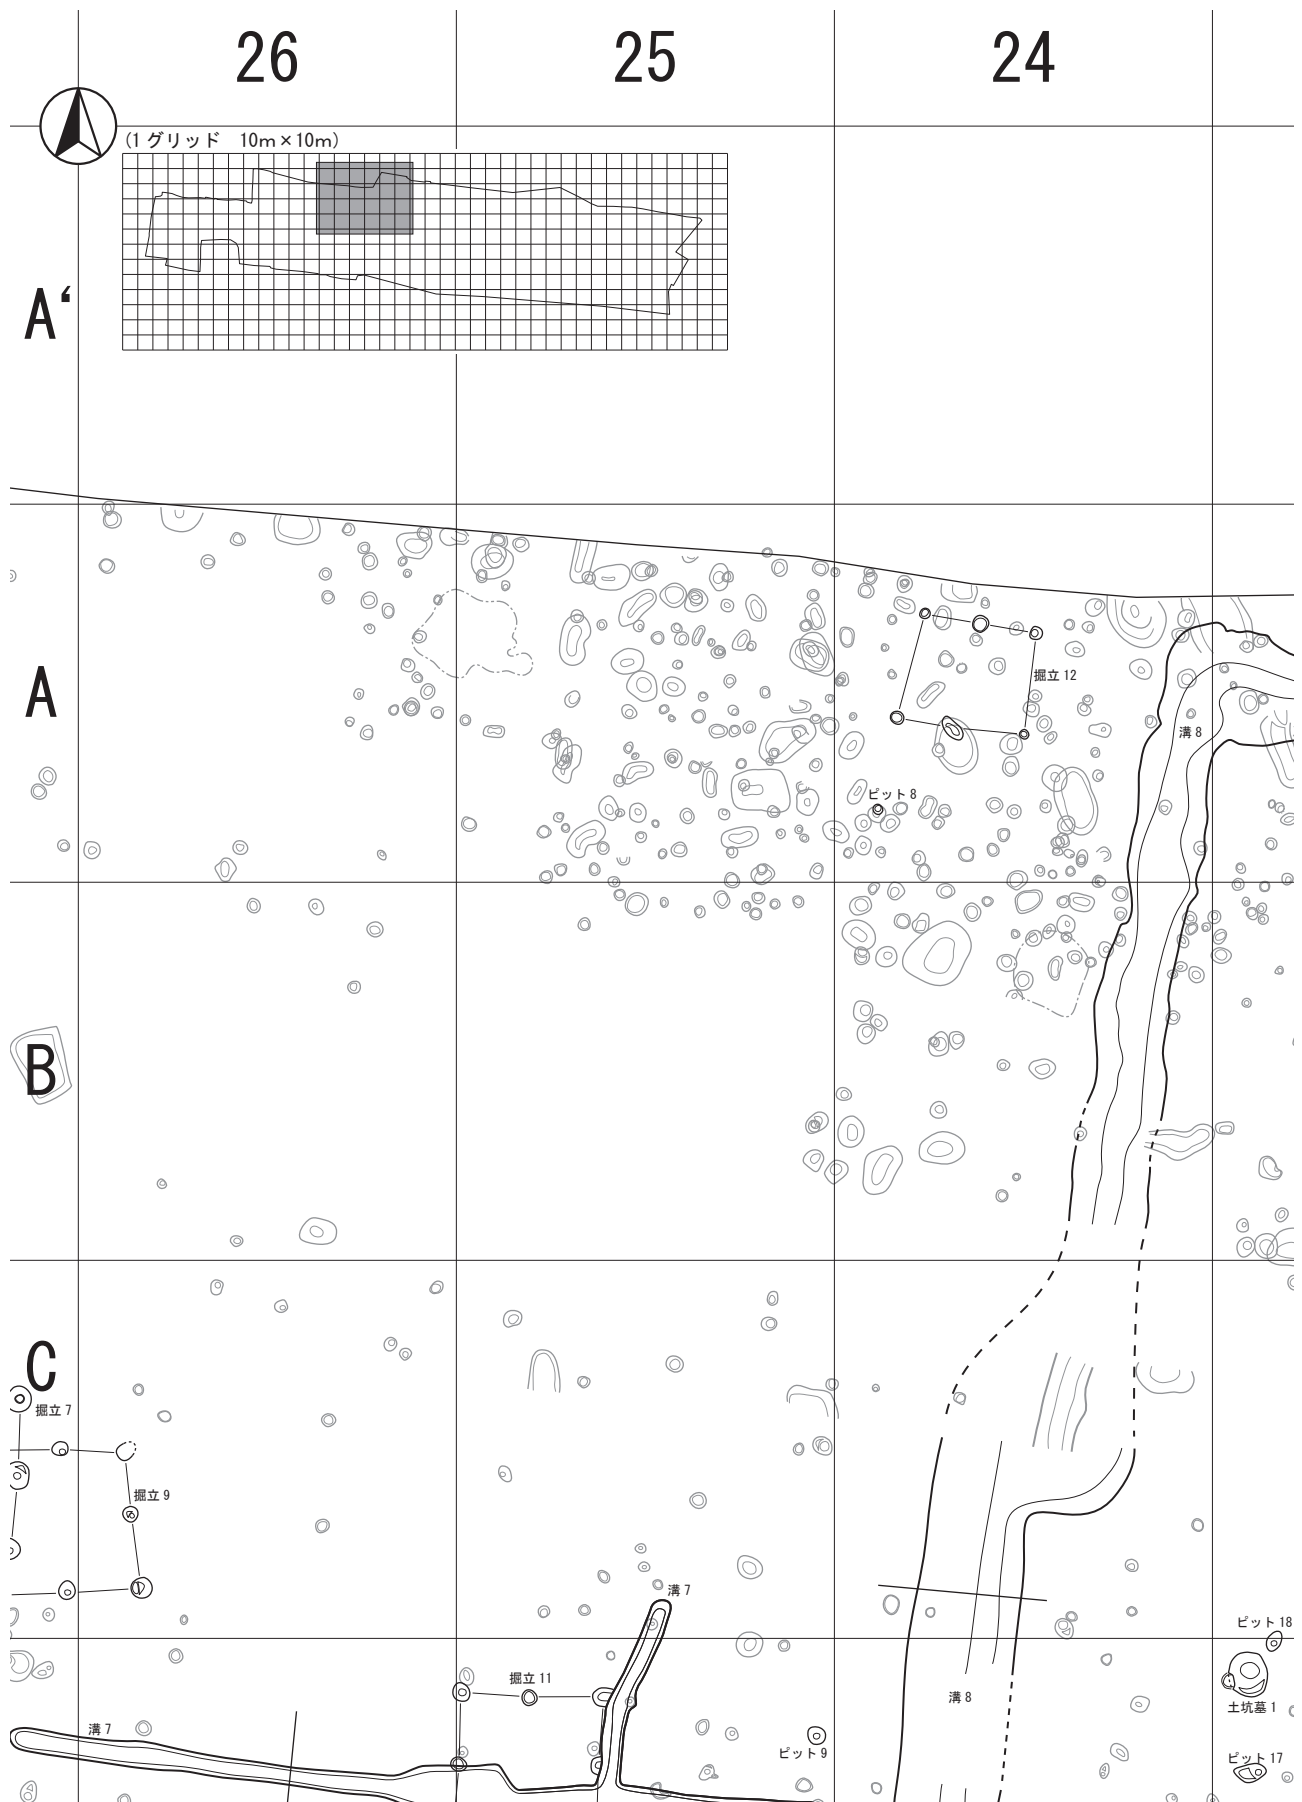 26 25 24
(1グリッド　10m×10m)
A‘
A
掘立 12
溝 8
ピット 8
B
C
掘立 7
掘立 9
溝 7
ピット 18
掘立 11
溝 8
土坑墓 1
溝 7
ピット 9
ピット 17